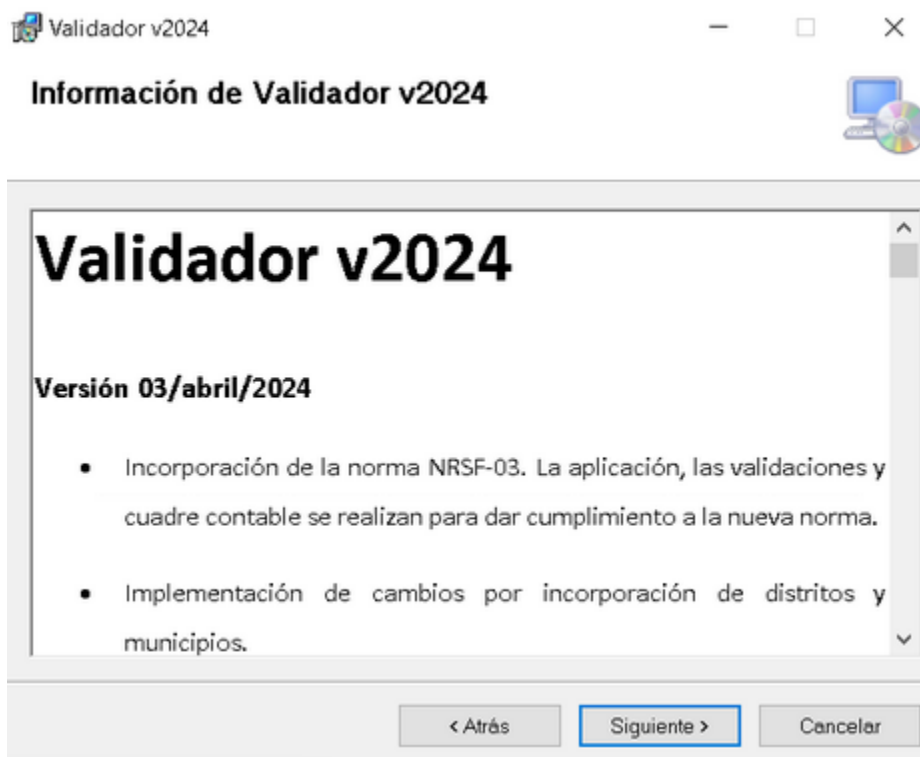 Validador v2024
Información de Validador v2024
Validador v2024
Versión 03/abril/2024
• Incorporación de la norma NRSF-03. La aplicación, las validaciones y
cuadre contable se realizan para dar cumplimiento a la nueva norma.
• Implementación de cambios por incorporación de distritos y
municipios.
< Atrás
Siguiente >
Cancelar